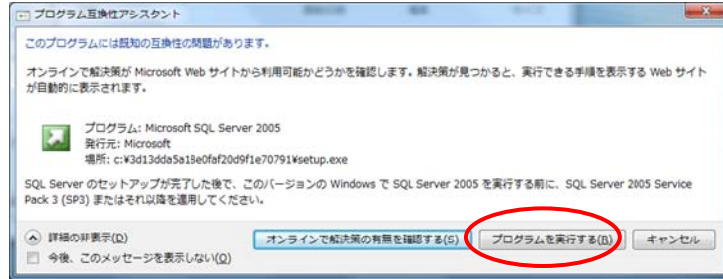 プログラム互換性アシスタント
このプログラムには既知の互換性の問題があります。
オンラインで解決策が Microsoft Web サイトから利用可能かどうかを確認します。解決策が見つかると、実行できる手順を表示する Web サイト
が自動的に表示されます。
プログラム: Microsoft SQL Server 2005
発行元: Microsoft
場所: c:¥3d13dda5a18e0faf20d9f1e70791¥setup.exe
SQL Server のセットアップが完了した後で、このバージョンの Windows で SQL Server 2005 を実行する前に、SQL Server 2005 Service
Pack 3 (SP3) またはそれ以降を適用してください。
詳細の非表示(D) オンラインで解決策の有無を確認する(S) プログラムを実行する(R) キャンセル
今後、このメッセージを表示しない(O)